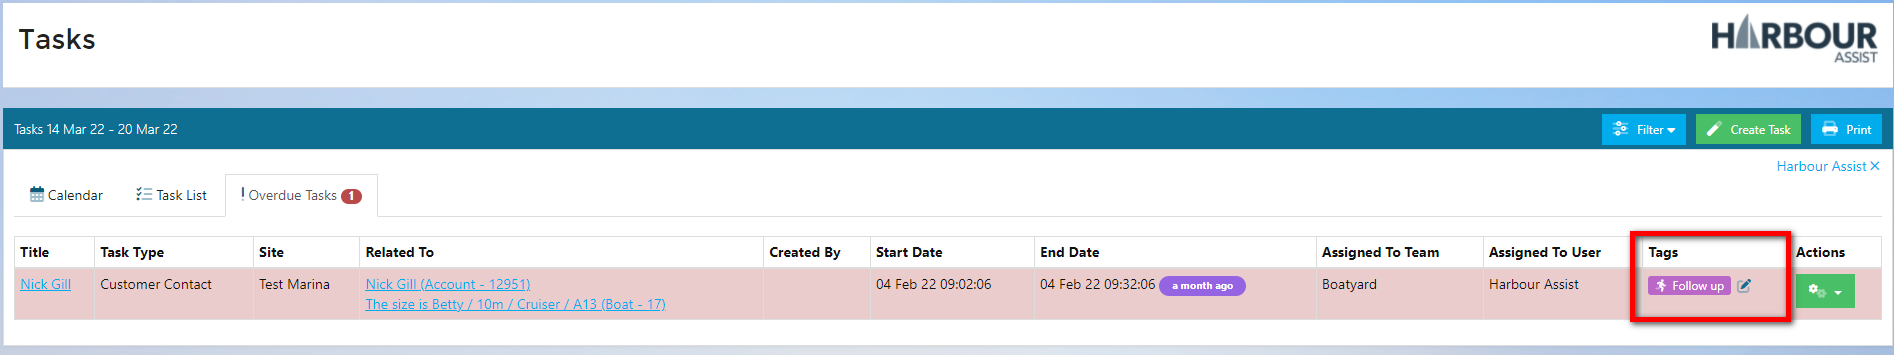 Tasks
HARBOUR
ASSIST
Tasks 14 Mar 22 - 20 Mar 22
Filter
Create Task
Print
Harbour Assist ×
Calendar
Task List
! Overdue Tasks 1
Title Task Type Site Related To Created By Start Date End Date Assigned To Team Assigned To User Tags Actions
Nick Gill Customer Contact Test Marina Nick Gill (Account - 12951) 04 Feb 22 09:02:06 04 Feb 22 09:32:06 a month ago Boatyard Harbour Assist Follow up
The size is Betty / 10m / Cruiser / A13 (Boat - 17)